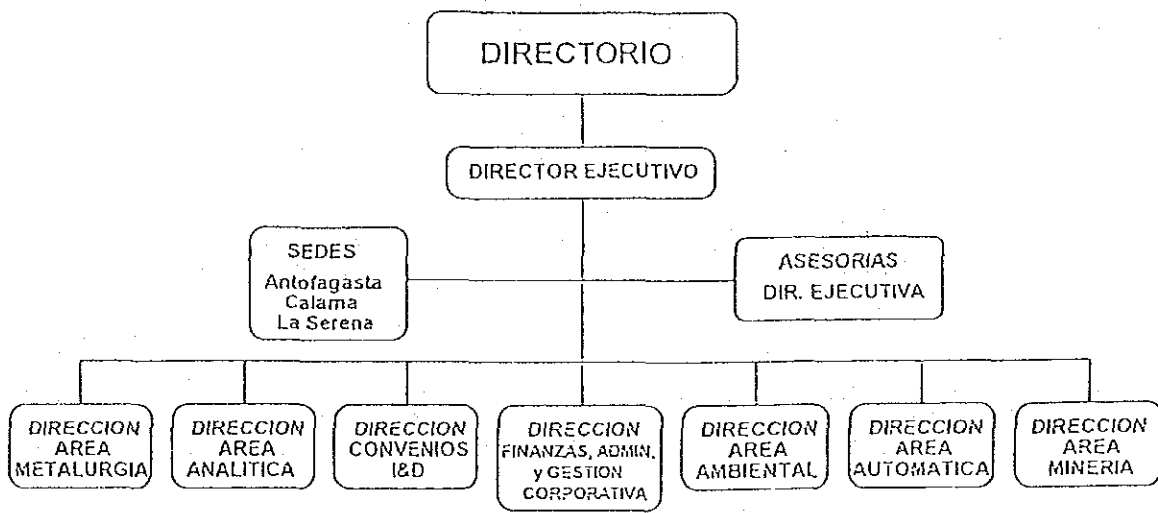 DIRECTORIO
DIRECTOR EJECUTIVO
SEDES
Antofagasta
Calama
La Serena
ASESORIAS
DIR. EJECUTIVA
DIRECCION
AREA
METALURGIA
DIRECCION
AREA
ANALITICA
DIRECCION
CONVENIOS
I&D
DIRECCION
FINANZAS, ADMIN.
y GESTION
CORPORATIVA
DIRECCION
AREA
AMBIENTAL
DIRECCION
AREA
AUTOMATICA
DIRECCION
AREA
MINERIA